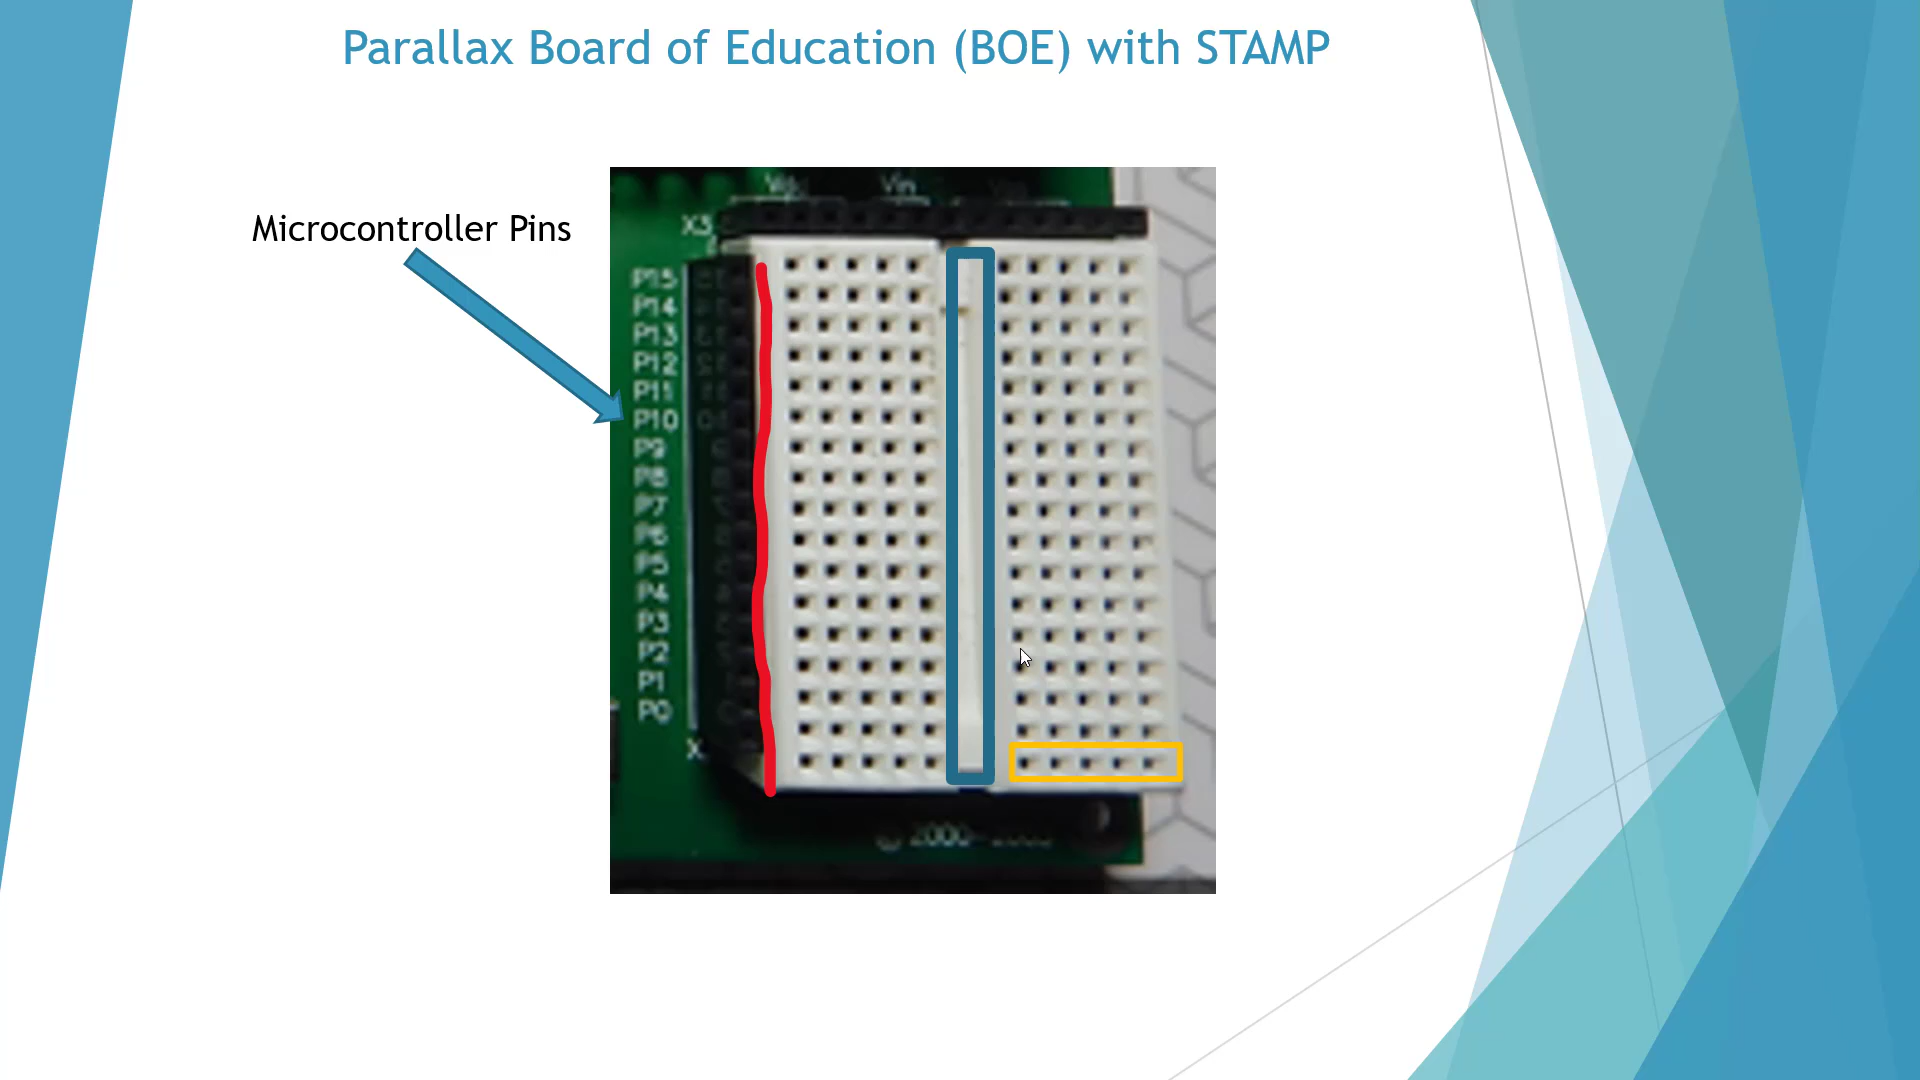 Parallax Board of Education (BOE) with STAMP
Microcontroller Pins
Vin
X3
P15
P14
P13
P12
P11
P10
P9
P8
P7
P6
P5
P4
P3
P2
P1
P0
X